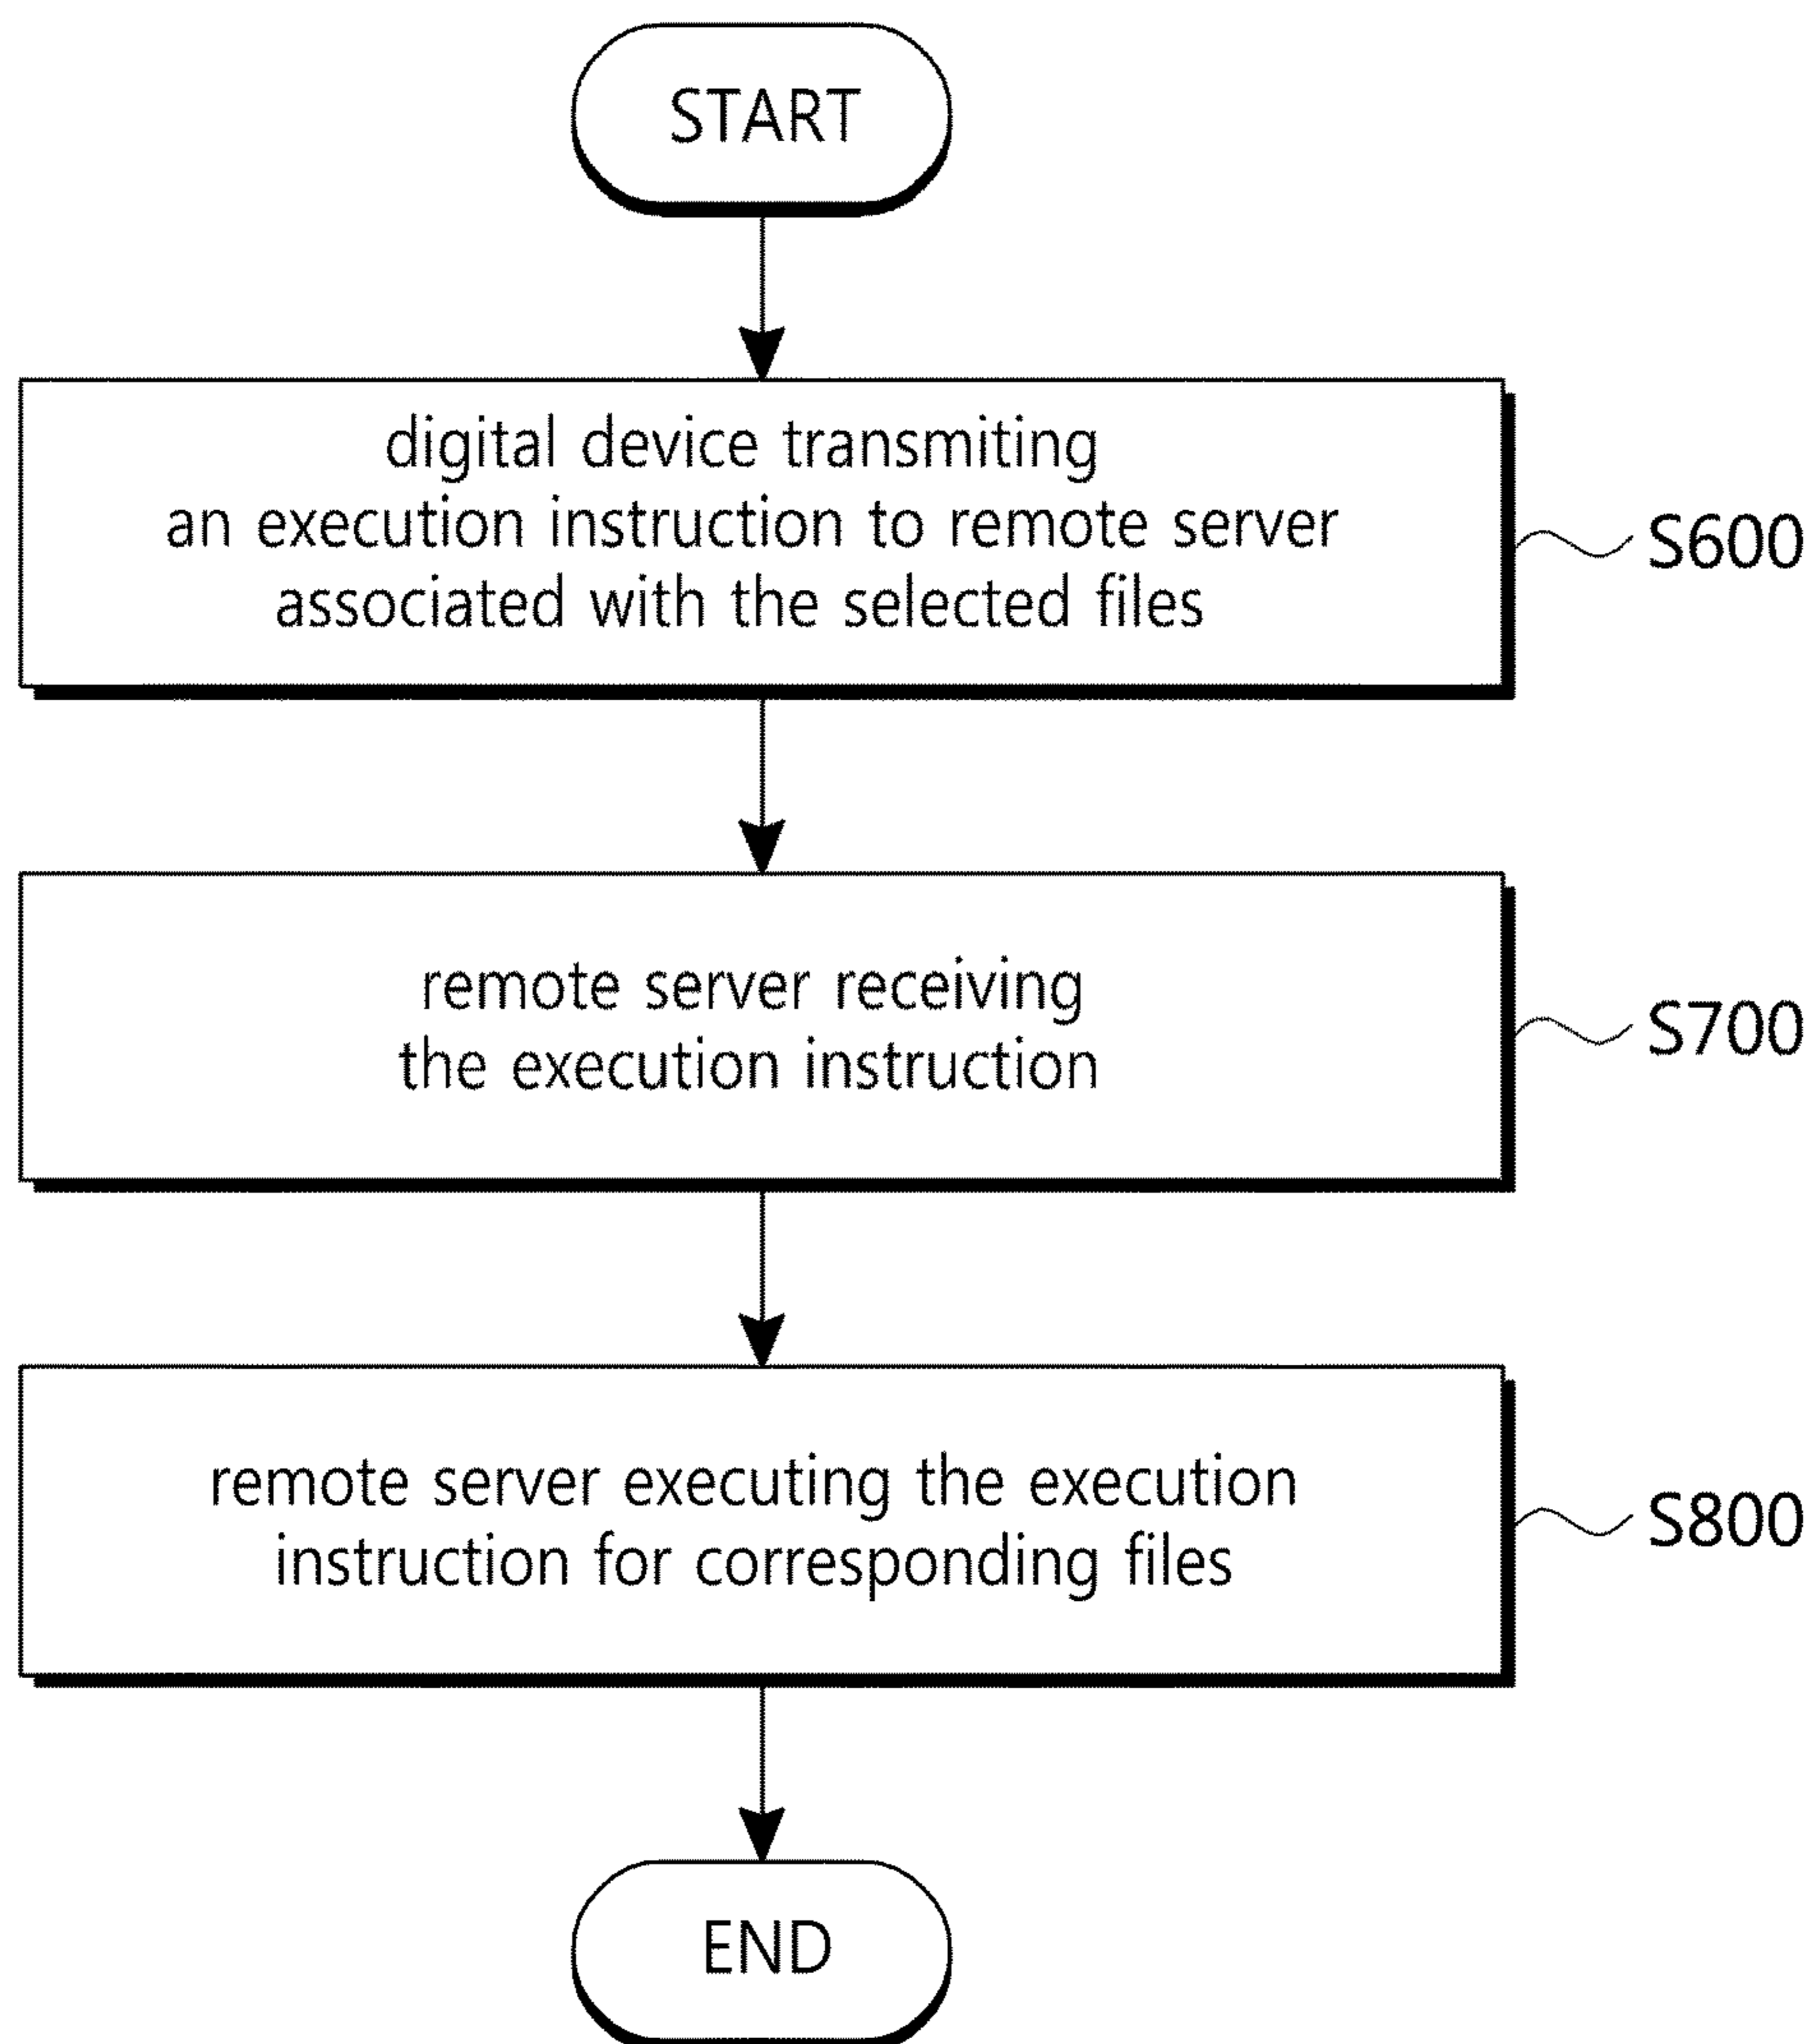 START
digital device transmiting
an execution instruction to remote server
associated with the selected files
S600
remote server receiving
the execution instruction
S700
remote server executing the execution
instruction for corresponding files
S800
END